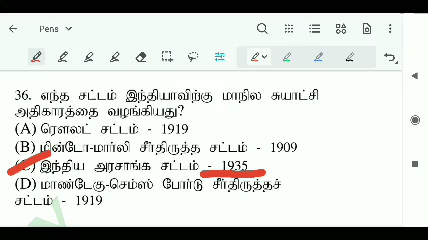 Pens
36. எந்த சட்டம் இந்தியாவிற்கு மாநில சுயாட்சி
அதிகாரத்தை வழங்கியது?
(A) ரௌலட் சட்டம் - 1919
(B) மின்டோ-மார்லி சீர்திருத்த சட்டம் - 1909
(C) இந்திய அரசாங்க சட்டம் - 1935
(D) மாண்டேகு-செம்ஸ் போர்டு சீர்திருத்தச்
சட்டம் - 1919